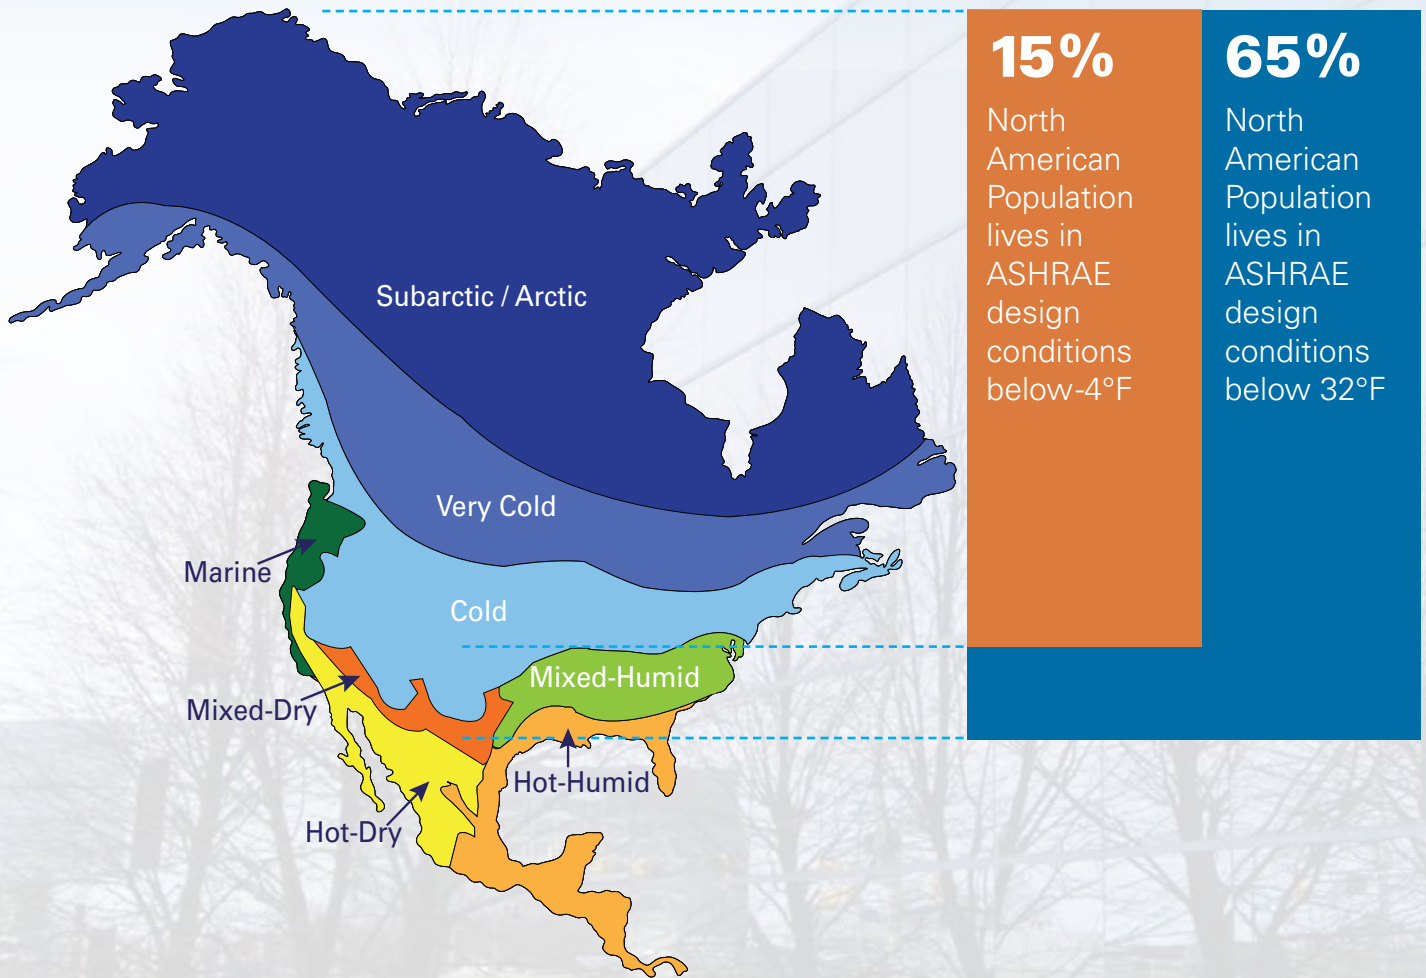 15%
North
American
Population
lives in
ASHRAE
design
conditions
below-4°F
65%
North
American
Population
lives in
ASHRAE
design
conditions
below 32°F
Subarctic / Arctic
Very Cold
Marine
Cold
Mixed-Humid
Mixed-Dry
Hot-Humid
Hot-Dry